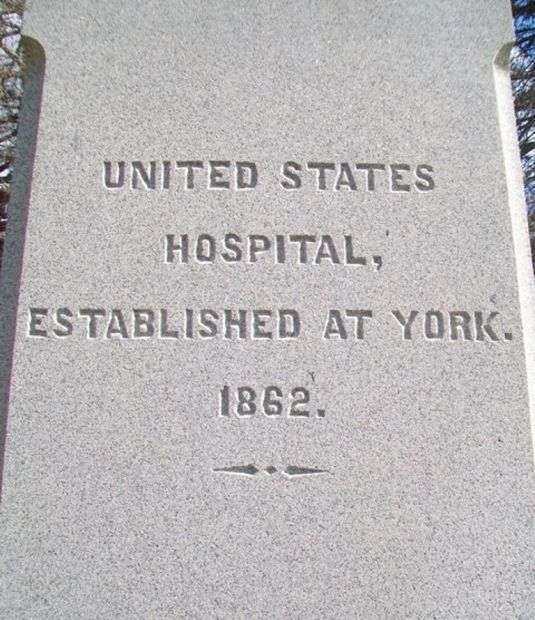 UNITED STATES
HOSPITAL,
ESTABLISHED AT YORK.
1862.